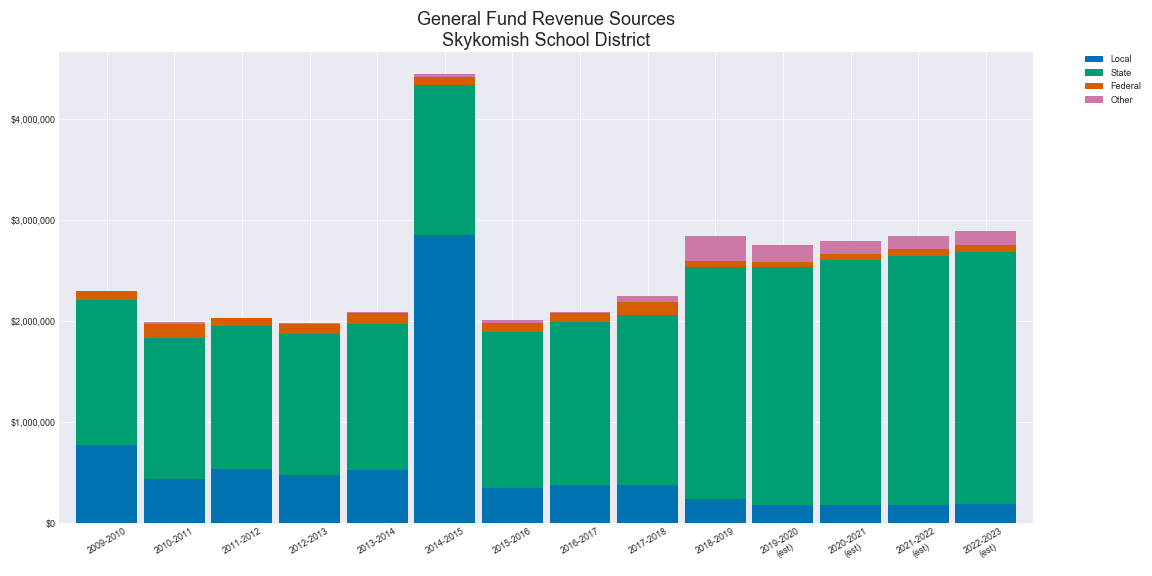 General Fund Revenue Sources
Skykomish School District
Local
State
Federal
Other
$4,000,000
$3,000,000
$2,000,000
$1,000,000
$0
2009-2010
2010-2011
2011-2012
2012-2013
2013-2014
2014-2015
2015-2016
2016-2017
2017-2018
2018-2019
2019-2020
(est)
2020-2021
(est)
2021-2022
(est)
2022-2023
(est)